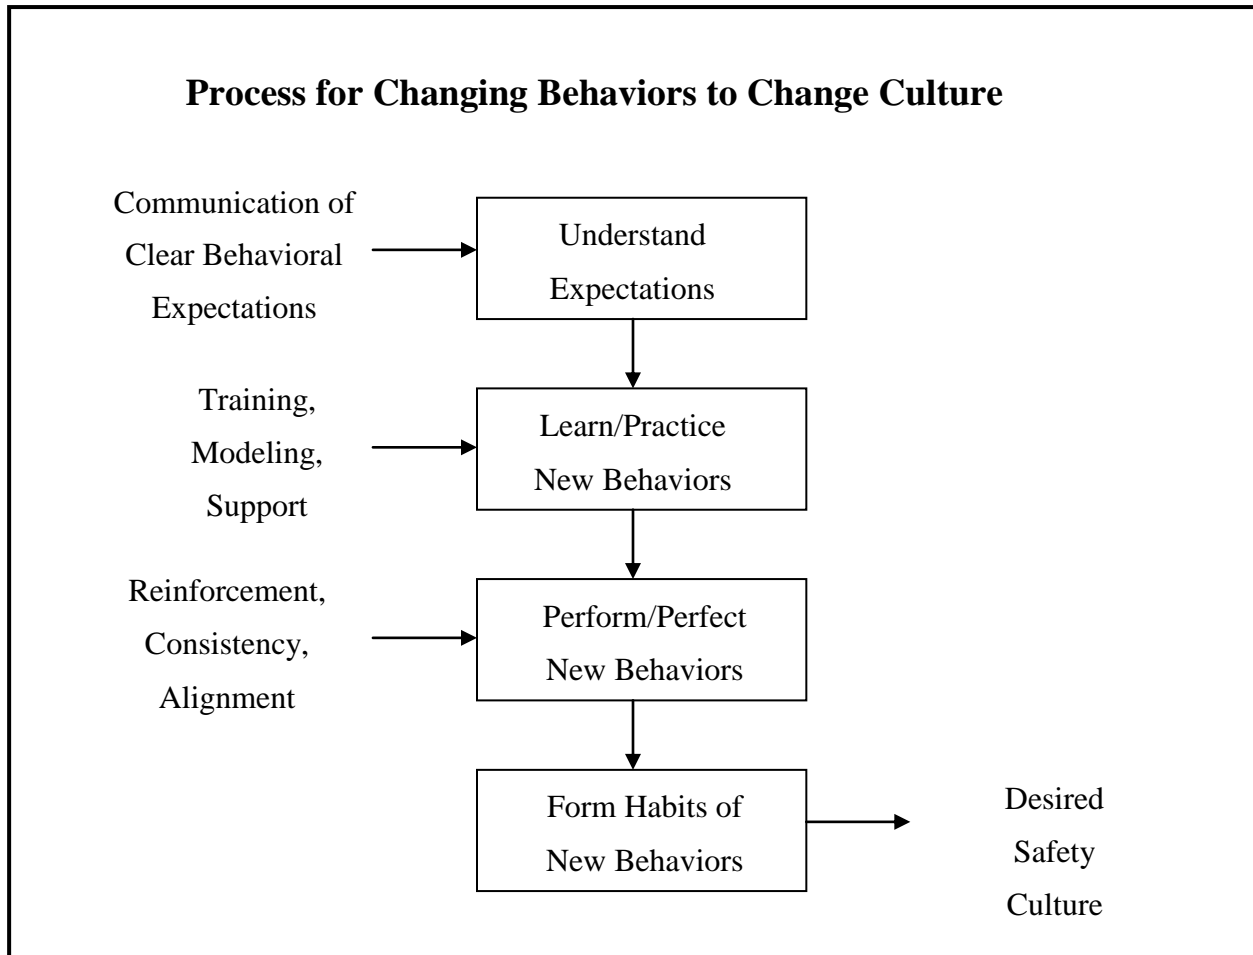 Process for Changing Behaviors to Change Culture
Communication of
Clear Behavioral
Expectations
Understand
Expectations
Training,
Modeling,
Support
Learn/Practice
New Behaviors
Reinforcement,
Consistency,
Alignment
Perform/Perfect
New Behaviors
Form Habits of
New Behaviors
Desired
Safety
Culture